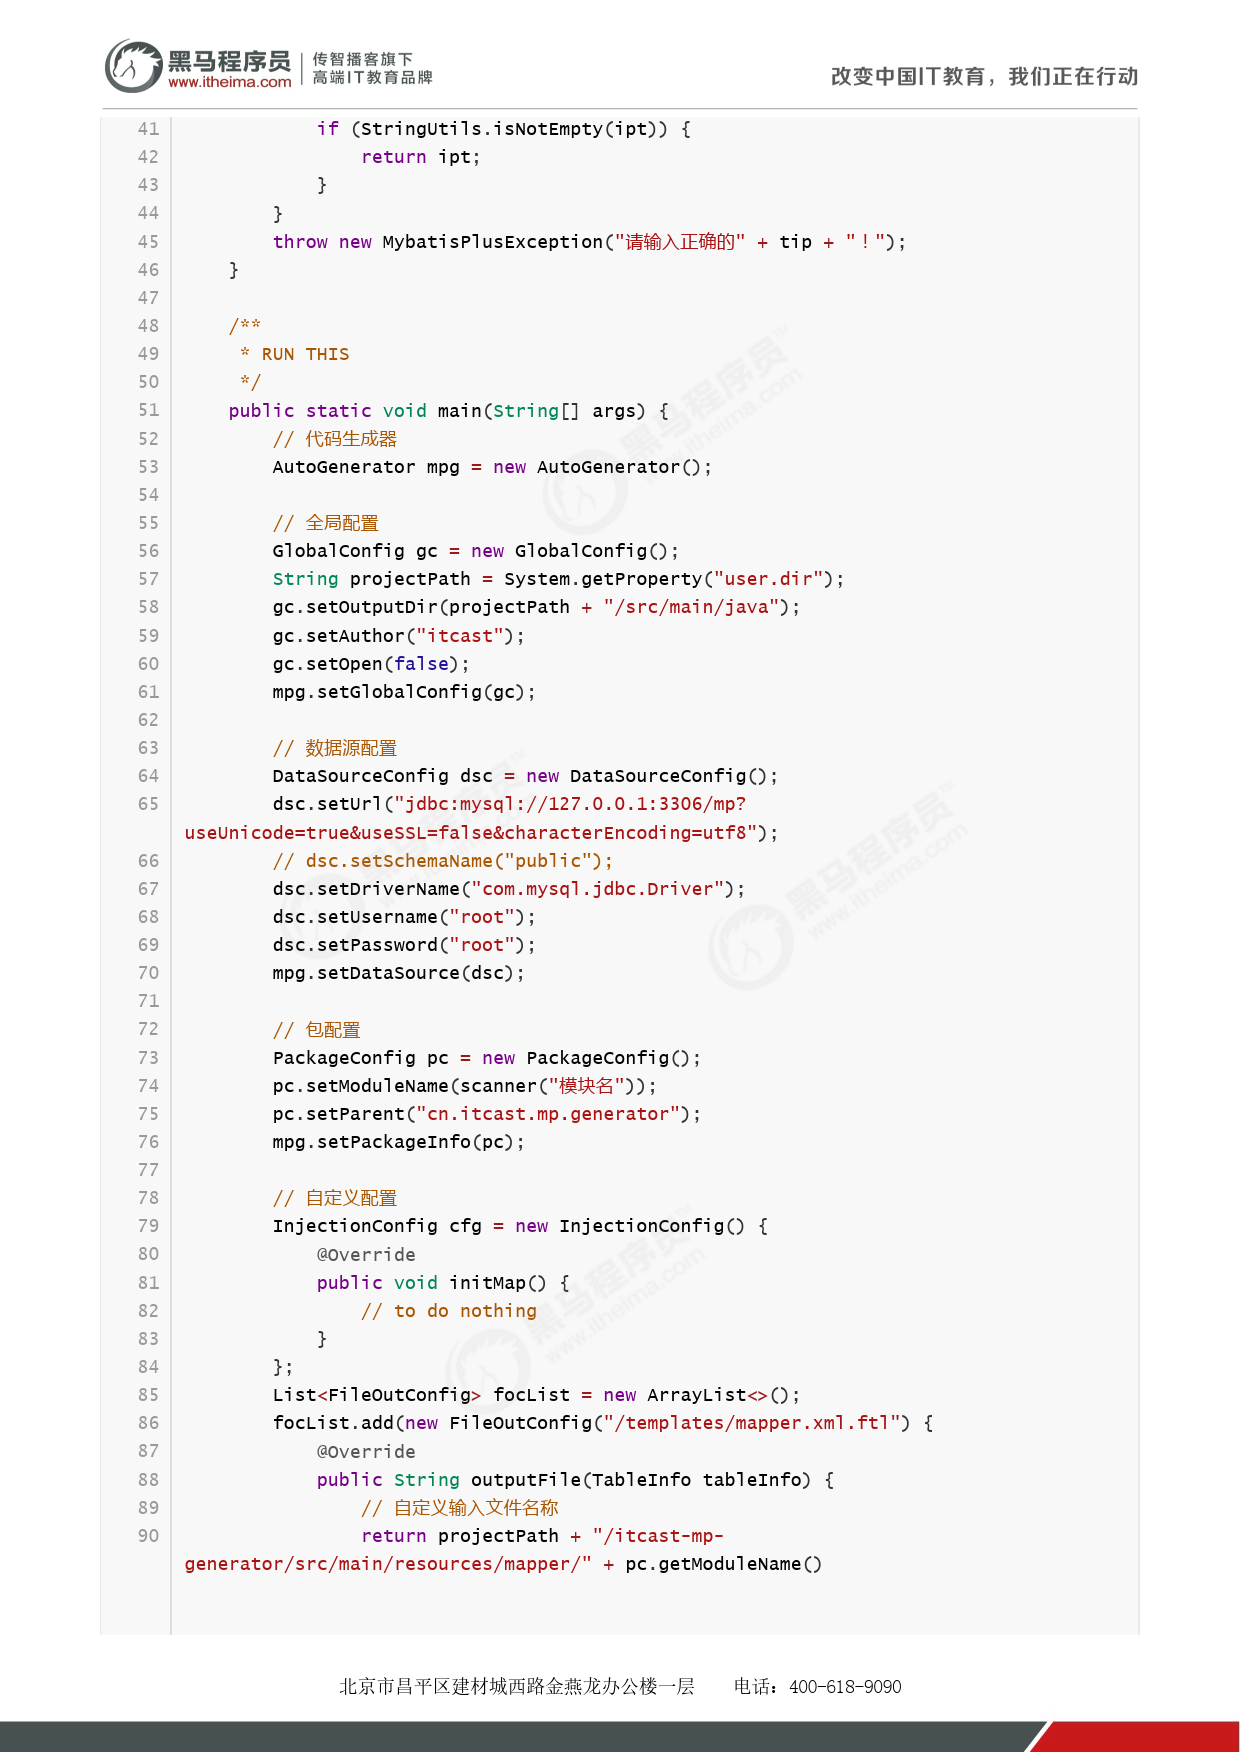 黑马程序员
www.itheima.com
传智播客旗下
高端IT教育品牌
改变中国IT教育，我们正在行动
41             if (StringUtils.isNotEmpty(ipt)) {
42                 return ipt;
43             }
44         }
45         throw new MybatisPlusException("请输入正确的" + tip + "！");
46     }
47
48     /**
49      * RUN THIS
50      */
51     public static void main(String[] args) {
52         // 代码生成器
53         AutoGenerator mpg = new AutoGenerator();
54
55         // 全局配置
56         GlobalConfig gc = new GlobalConfig();
57         String projectPath = System.getProperty("user.dir");
58         gc.setOutputDir(projectPath + "/src/main/java");
59         gc.setAuthor("itcast");
60         gc.setOpen(false);
61         mpg.setGlobalConfig(gc);
62
63         // 数据源配置
64         DataSourceConfig dsc = new DataSourceConfig();
65         dsc.setUrl("jdbc:mysql://127.0.0.1:3306/mp?
useUnicode=true&useSSL=false&characterEncoding=utf8");
66         // dsc.setSchemaName("public");
67         dsc.setDriverName("com.mysql.jdbc.Driver");
68         dsc.setUsername("root");
69         dsc.setPassword("root");
70         mpg.setDataSource(dsc);
71
72         // 包配置
73         PackageConfig pc = new PackageConfig();
74         pc.setModuleName(scanner("模块名"));
75         pc.setParent("cn.itcast.mp.generator");
76         mpg.setPackageInfo(pc);
77
78         // 自定义配置
79         InjectionConfig cfg = new InjectionConfig() {
80             @Override
81             public void initMap() {
82                 // to do nothing
83             }
84         };
85         List<FileOutConfig> focList = new ArrayList<>();
86         focList.add(new FileOutConfig("/templates/mapper.xml.ftl") {
87             @Override
88             public String outputFile(TableInfo tableInfo) {
89                 // 自定义输入文件名称
90                 return projectPath + "/itcast-mp-
generator/src/main/resources/mapper/" + pc.getModuleName()
北京市昌平区建材城西路金燕龙办公楼一层 电话：400-618-9090